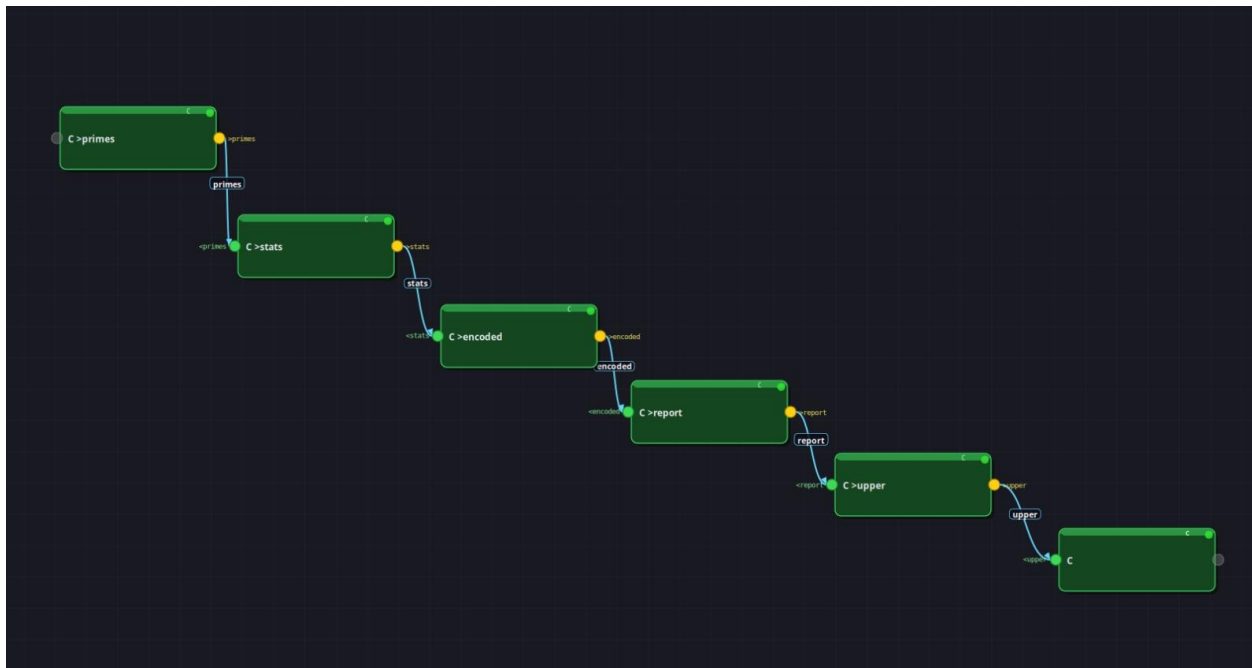 C
C >primes
>primes
primes
C
<primes
C >stats
>stats
stats
C
<stats
C >encoded
>encoded
encoded
C
<encoded
C >report
>report
report
C
<report
C >upper
>upper
upper
C
<upper
C